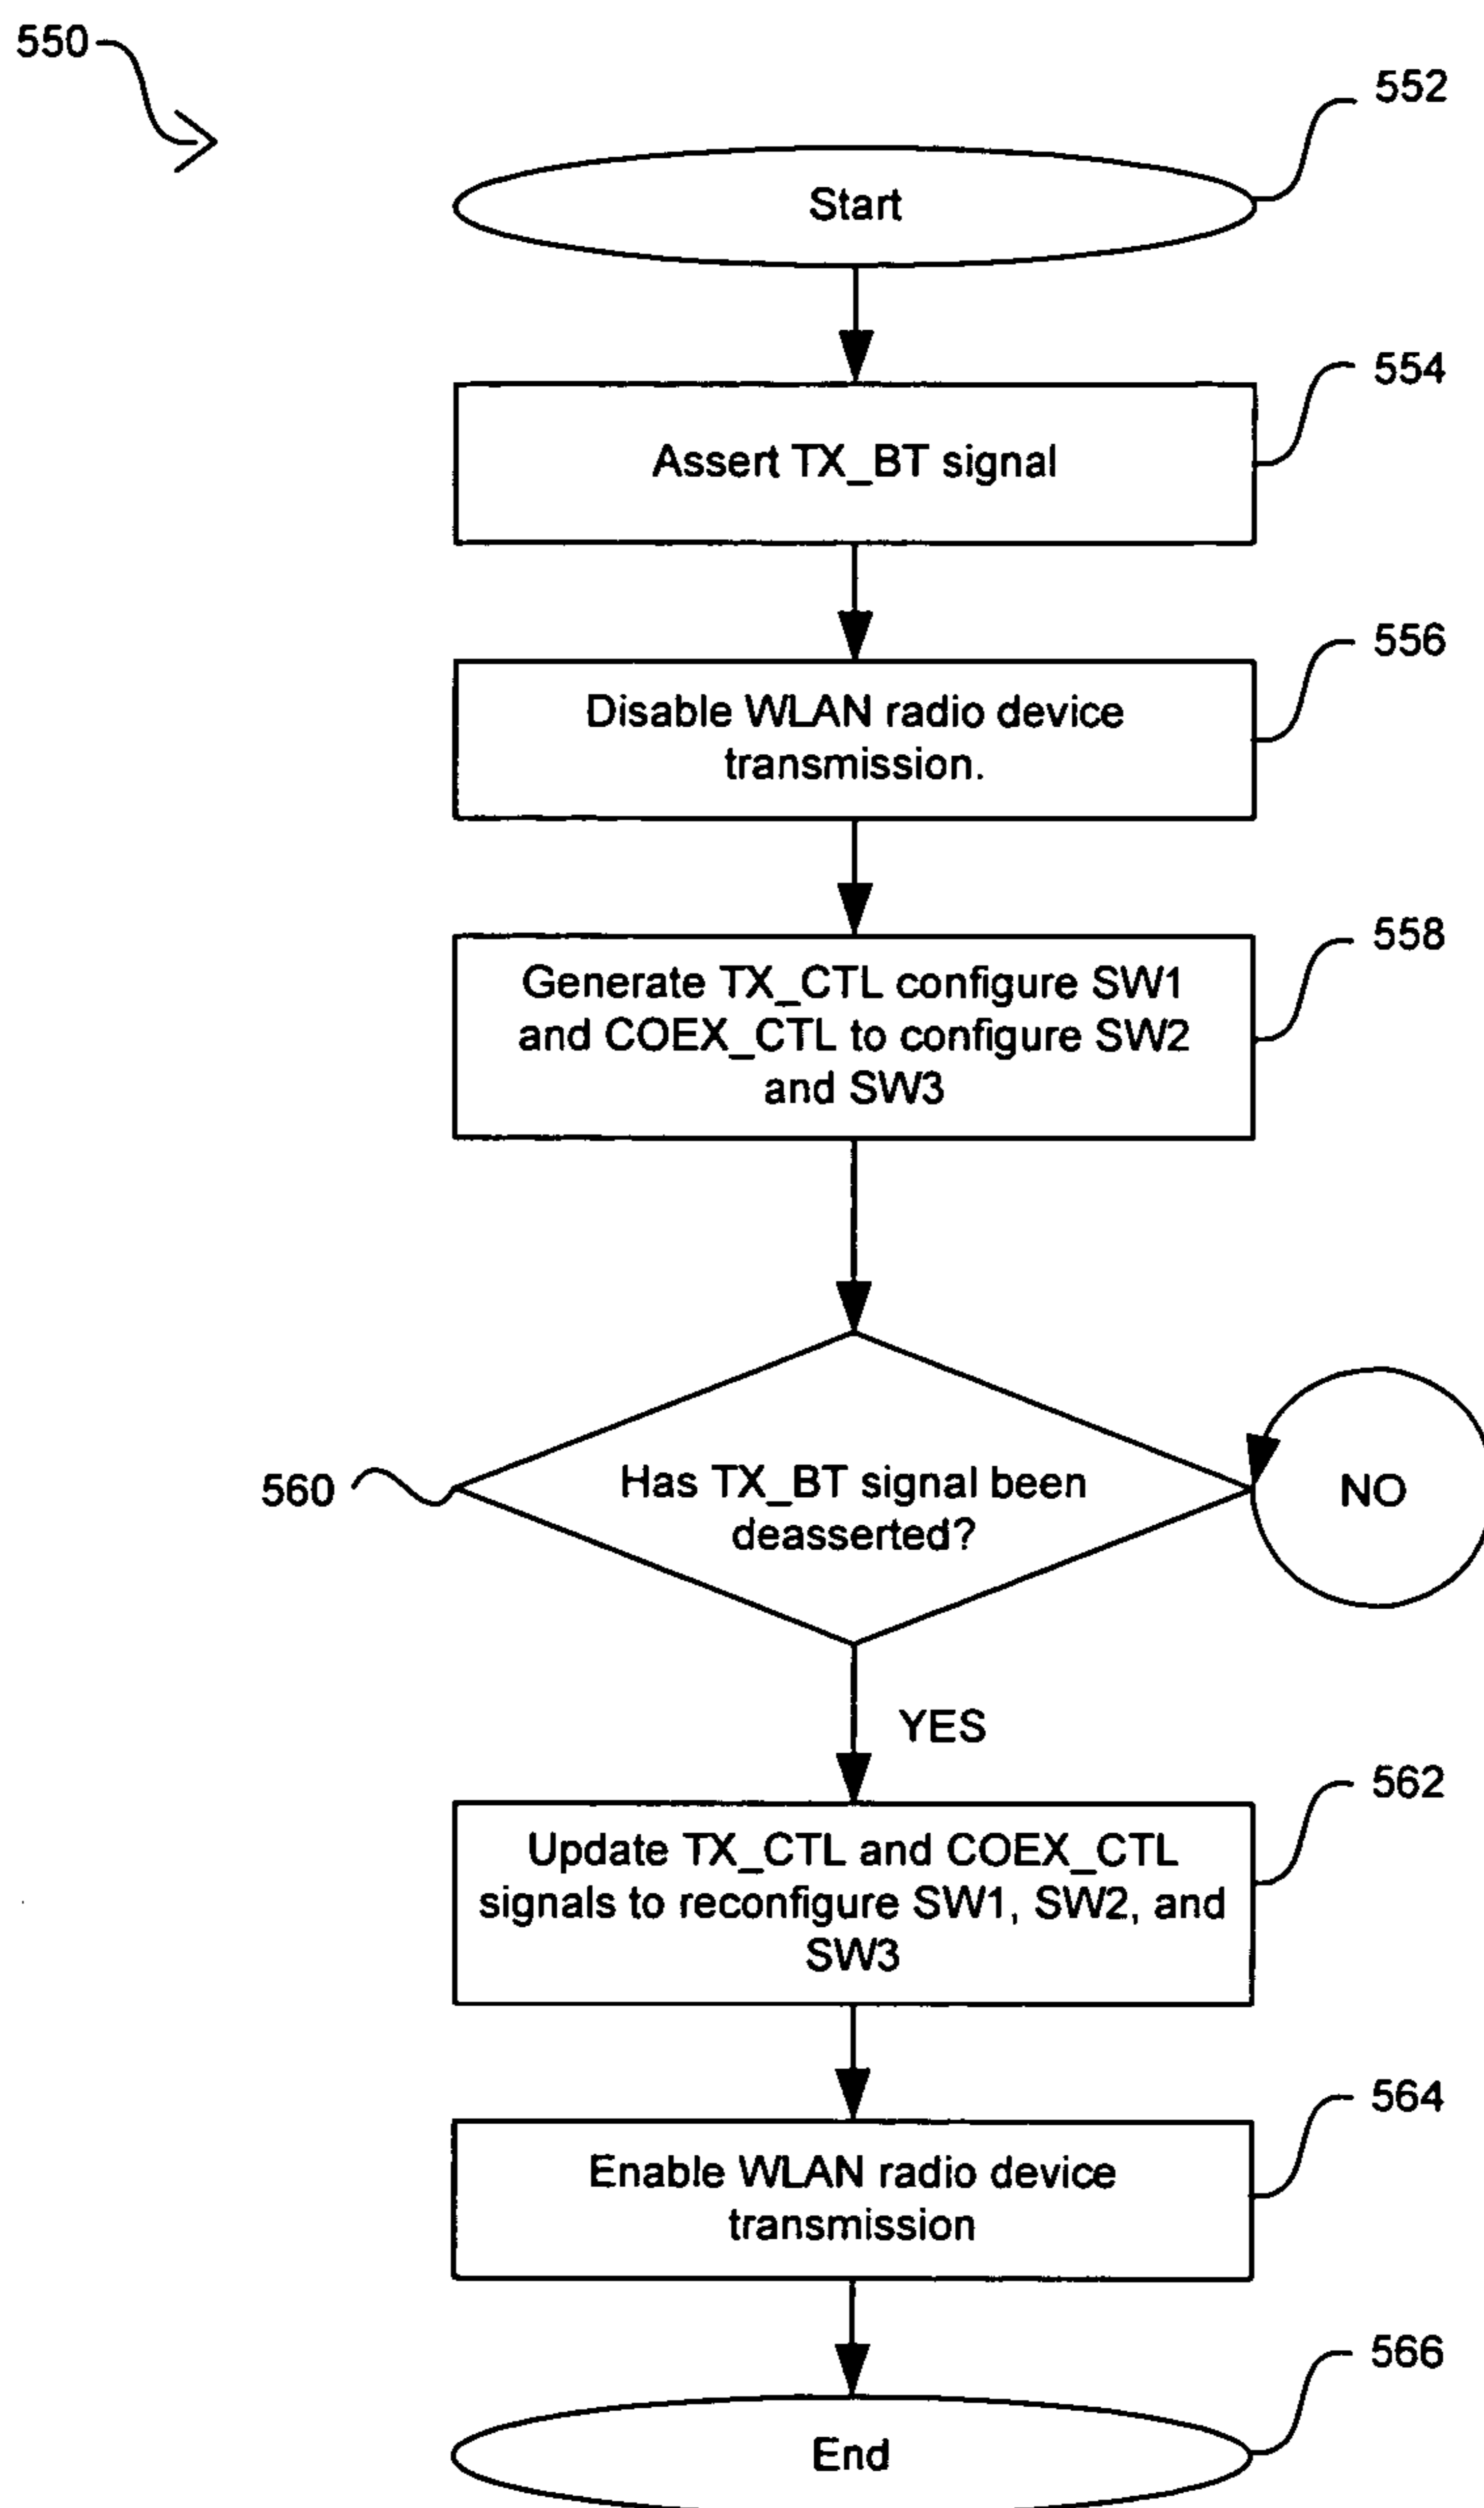 550
552
Start
554
Assert TX_BT signal
556
Disable WLAN radio device
transmission.
558
Generate TX_CTL configure SW1
and COEX_CTL to configure SW2
and SW3
560
Has TX_BT signal been
deasserted?
NO
YES
562
Update TX_CTL and COEX_CTL
signals to reconfigure SW1, SW2, and
SW3
564
Enable WLAN radio device
transmission
566
End